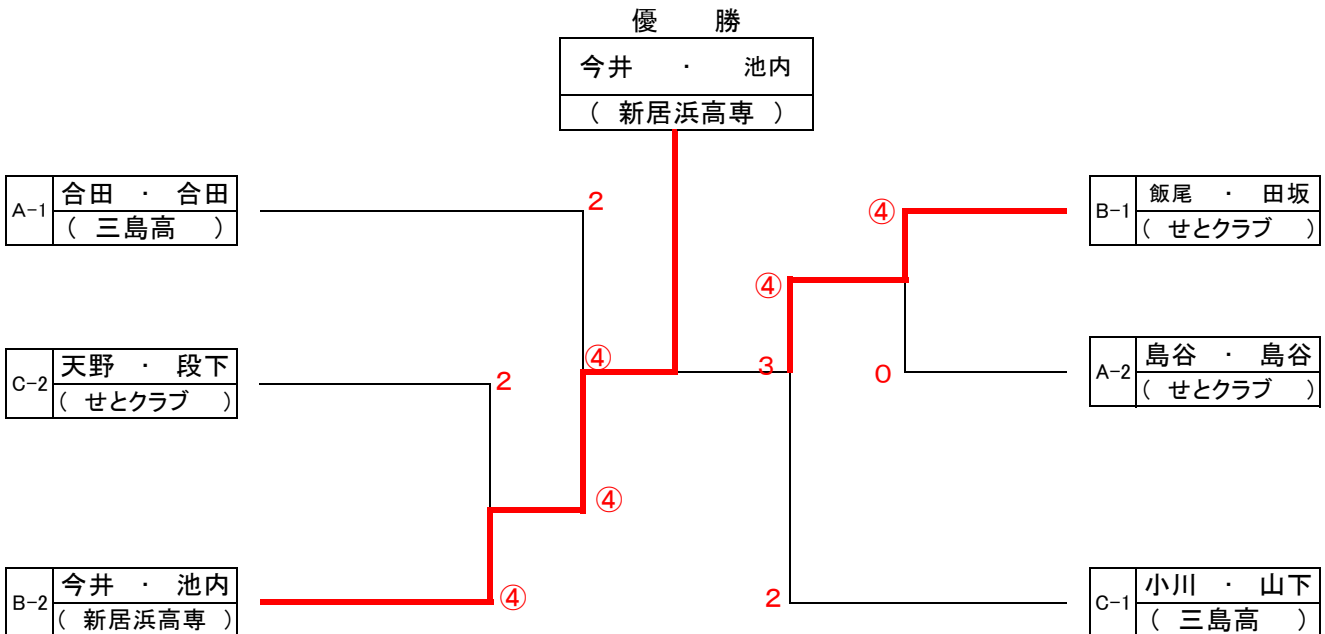 優 勝
今井 ・ 池内
( 新居浜高専 )
A-1 合田 ・ 合田
( 三島高 )
2
④
B-1 飯尾 ・ 田坂
( せとクラブ )
④
C-2 天野 ・ 段下
( せとクラブ )
2
④
3
0
A-2 島谷 ・ 島谷
( せとクラブ )
④
B-2 今井 ・ 池内
( 新居浜高専 )
④
2
C-1 小川 ・ 山下
( 三島高 )